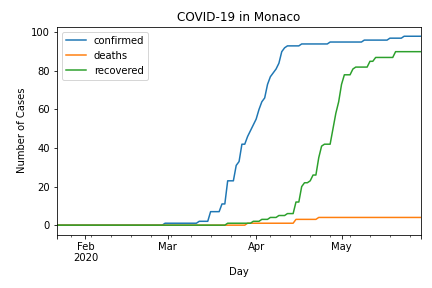 COVID-19 in Monaco
confirmed
deaths
recovered
Number of Cases
100
80
60
40
20
0
Feb
2020
Mar
Apr
May
Day